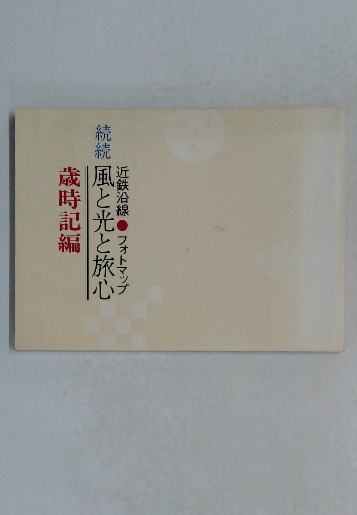 近鉄沿線●フォトマップ
続続
風と光と旅心
歳時記編